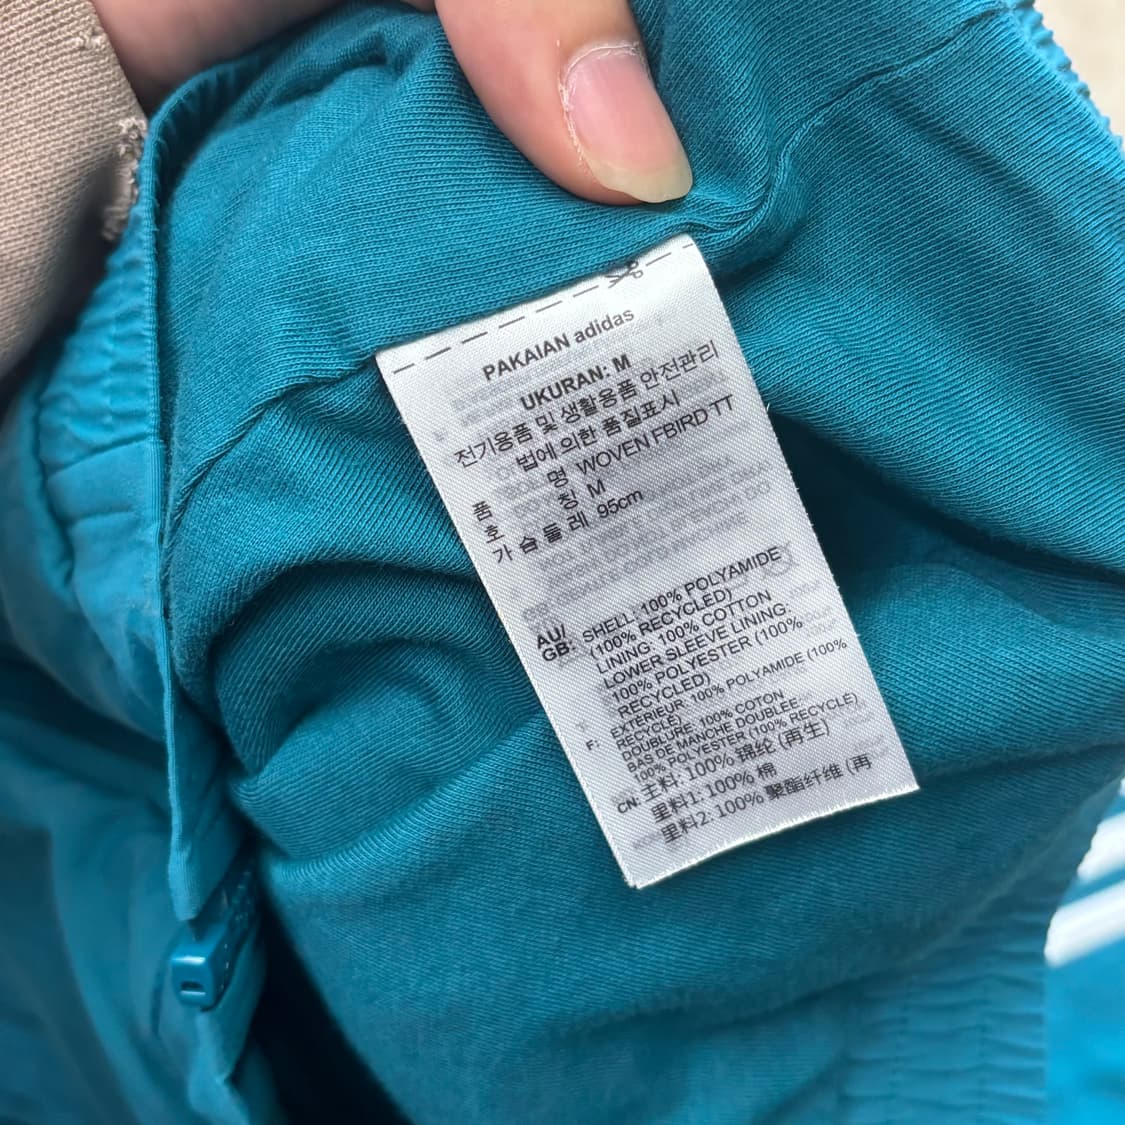 PAKAIAN adidas
UKURAN: M
전기용품 및 생활용품 안전관리
법에 의한 품질표시
품 명 WOVEN FBIRD TT
호 칭 M
가 슴 둘 레 95cm
AU/GB: SHELL: 100% POLYAMIDE
(100% RECYCLED)
LINING: 100% COTTON
LOWER SLEEVE LINING:
100% POLYESTER (100%
RECYCLED)
F: EXTÉRIEUR: 100% POLYAMIDE (100%
RECYCLÉ)
DOUBLURE: 100% COTON
BAS DE MANCHE DOUBLÉE:
100% POLYESTER (100% RECYCLÉ)
CN: 主料: 100% 锦纶 (再生)
里料1: 100% 棉
里料2: 100% 聚酯纤维 (再